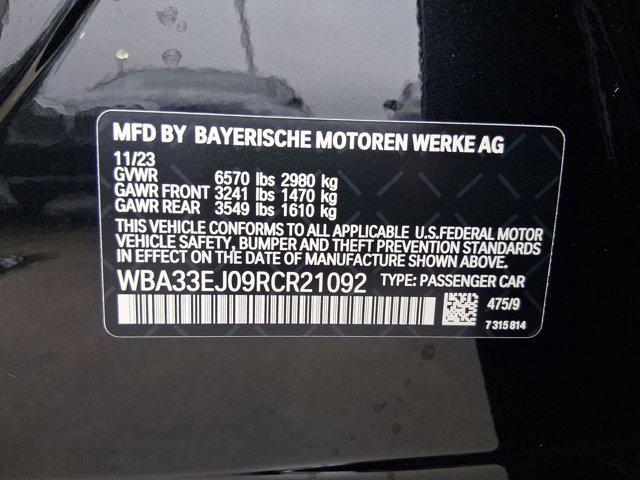 MFD BY BAYERISCHE MOTOREN WERKE AG
11/23
GVWR 6570 lbs 2980 kg
GAWR FRONT 3241 lbs 1470 kg
GAWR REAR 3549 lbs 1610 kg
THIS VEHICLE CONFORMS TO ALL APPLICABLE U.S.FEDERAL MOTOR
VEHICLE SAFETY, BUMPER AND THEFT PREVENTION STANDARDS
IN EFFECT ON THE DATE OF MANUFACTURE SHOWN ABOVE.
WBA33EJ09RCR21092 TYPE: PASSENGER CAR
475/9
7 315 814